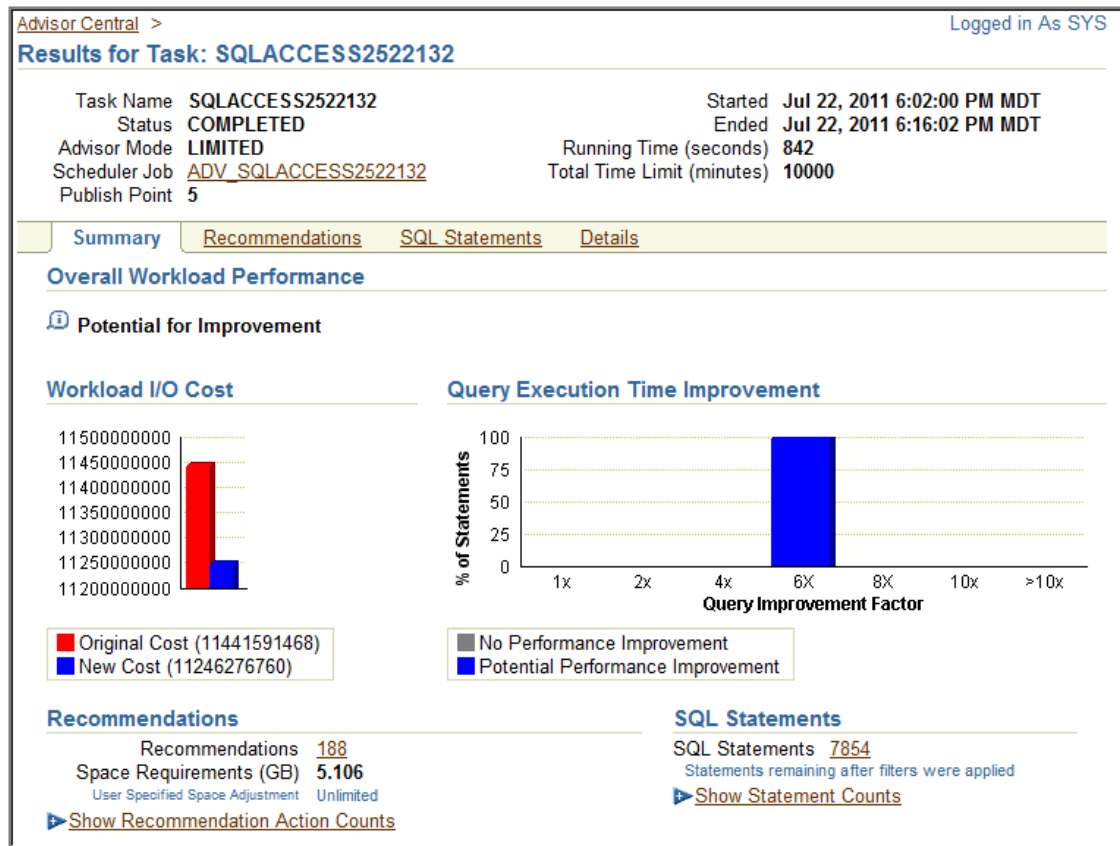 Advisor Central >
Logged in As SYS
Results for Task: SQLACCESS2522132
Task Name SQLACCESS2522132
Status COMPLETED
Advisor Mode LIMITED
Scheduler Job ADV_SQLACCESS2522132
Publish Point 5
Started Jul 22, 2011 6:02:00 PM MDT
Ended Jul 22, 2011 6:16:02 PM MDT
Running Time (seconds) 842
Total Time Limit (minutes) 10000
Summary Recommendations SQL Statements Details
Overall Workload Performance
Potential for Improvement
Workload I/O Cost
11500000000
11450000000
11400000000
11350000000
11300000000
11250000000
11200000000
Original Cost (11441591468)
New Cost (11246276760)
Query Execution Time Improvement
% of Statements
100
75
50
25
0
1x 2x 4x 6X 8X 10x >10x
Query Improvement Factor
No Performance Improvement
Potential Performance Improvement
Recommendations
Recommendations 188
Space Requirements (GB) 5.106
User Specified Space Adjustment Unlimited
Show Recommendation Action Counts
SQL Statements
SQL Statements 7854
Statements remaining after filters were applied
Show Statement Counts